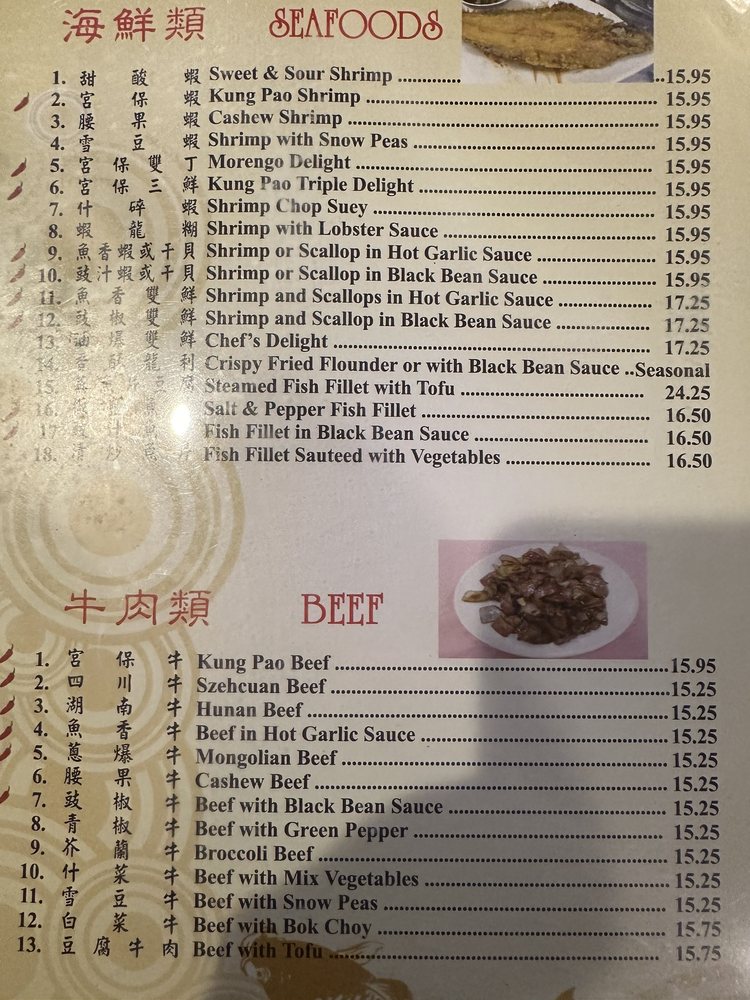 海鮮類 SEAFOODS
1. 甜酸蝦 Sweet & Sour Shrimp ..............15.95
2. 宮保蝦 Kung Pao Shrimp .............. 15.95
3. 腰果蝦 Cashew Shrimp .............. 15.95
4. 雪豆蝦 Shrimp with Snow Peas .............. 15.95
5. 宮保雙丁 Morengo Delight .............. 15.95
6. 宮保三鮮 Kung Pao Triple Delight .............. 15.95
7. 什碎蝦 Shrimp Chop Suey .............. 15.95
8. 蝦龍糊 Shrimp with Lobster Sauce .............. 15.95
9. 魚香蝦或干貝 Shrimp or Scallop in Hot Garlic Sauce .............. 15.95
10. 豉汁蝦或干貝 Shrimp or Scallop in Black Bean Sauce .............. 15.95
11. 魚香雙鮮 Shrimp and Scallops in Hot Garlic Sauce .............. 17.25
12. 豉椒雙鮮 Shrimp and Scallop in Black Bean Sauce .............. 17.25
13. 油爆雙鮮 Chef's Delight .............. 17.25
14. 龍利 Crispy Fried Flounder or with Black Bean Sauce ..Seasonal
15. Steamed Fish Fillet with Tofu .............. 24.25
16. Salt & Pepper Fish Fillet .............. 16.50
17. Fish Fillet in Black Bean Sauce .............. 16.50
18. 清炒魚片 Fish Fillet Sauteed with Vegetables .............. 16.50
牛肉類 BEEF
1. 宮保牛 Kung Pao Beef ..............15.95
2. 四川牛 Szehcuan Beef ..............15.25
3. 湖南牛 Hunan Beef .............. 15.25
4. 魚香牛 Beef in Hot Garlic Sauce .............. 15.25
5. 蔥爆牛 Mongolian Beef .............. 15.25
6. 腰果牛 Cashew Beef .............. 15.25
7. 豉椒牛 Beef with Black Bean Sauce .............. 15.25
8. 青椒牛 Beef with Green Pepper .............. 15.25
9. 芥蘭牛 Broccoli Beef .............. 15.25
10. 什菜牛 Beef with Mix Vegetables ..............15.25
11. 雪豆牛 Beef with Snow Peas .............. 15.25
12. 白菜牛 Beef with Bok Choy .............. 15.75
13. 豆腐牛肉 Beef with Tofu .............. 15.75